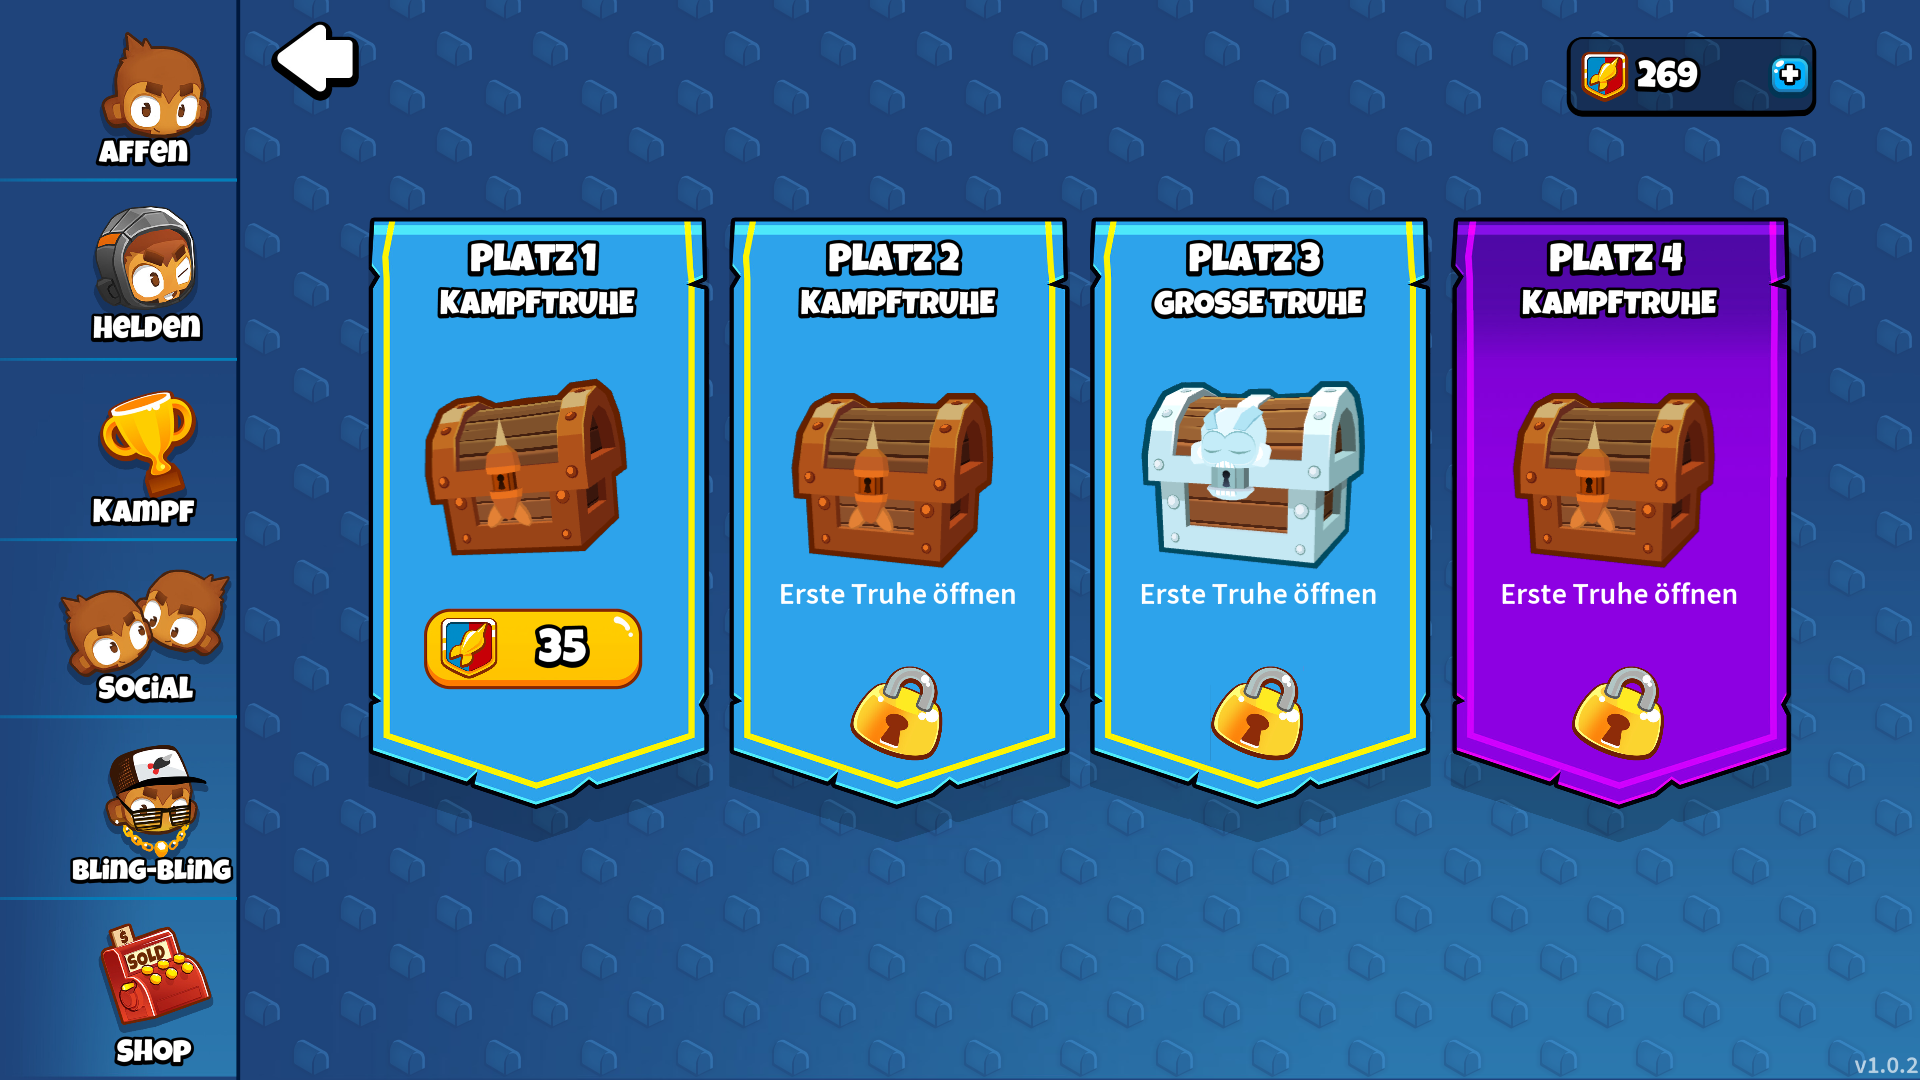 AFFEN
HELDEN
KAMPF
SOCIAL
BLING-BLING
$
SOLD
SHOP
269
PLATZ 1
KAMPFTRUHE
35
PLATZ 2
KAMPFTRUHE
Erste Truhe öffnen
PLATZ 3
GROSSE TRUHE
Erste Truhe öffnen
PLATZ 4
KAMPFTRUHE
Erste Truhe öffnen
v1.0.2